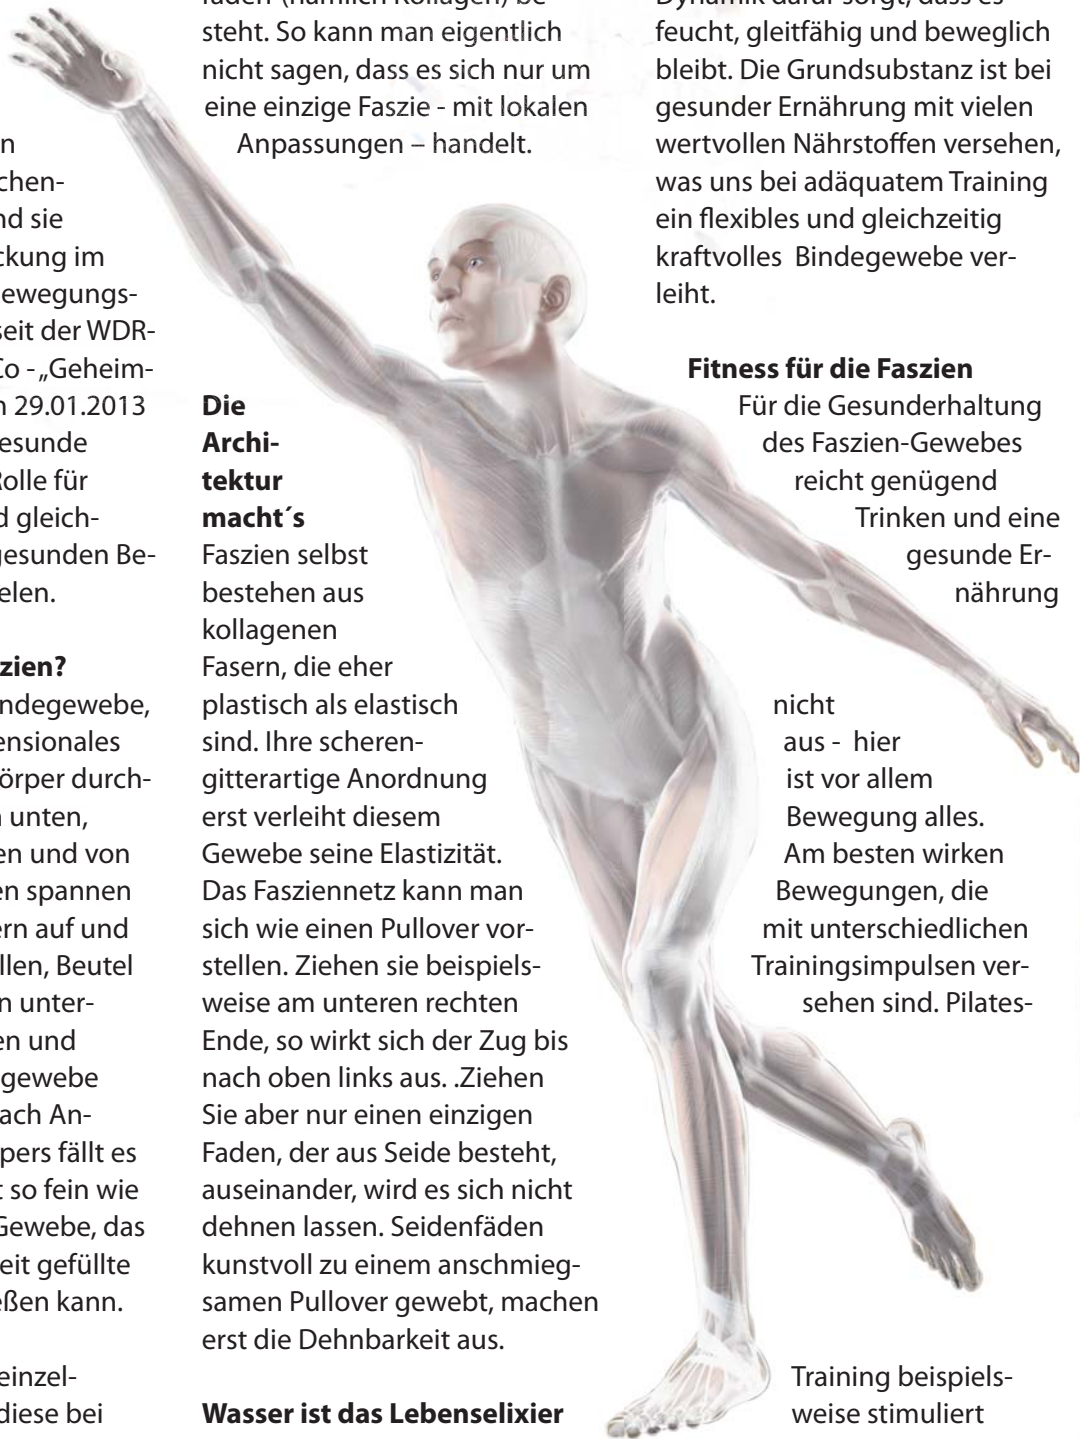 n
chen-
nd sie
ckung im
ewegungs-
seit der WDR-
Co - „Geheim-
n 29.01.2013
esunde
Rolle für
d gleich-
gesunden Be-
elen.
zien?
ndegewebe,
ensionales
örper durch-
n unten,
en und von
en spannen
ern auf und
llen, Beutel
n unter-
en und
gewebe
ach An-
pers fällt es
t so fein wie
Gewebe, das
eit gefüllte
eßen kann.
einzel-
diese bei
steht. So kann man eigentlich
nicht sagen, dass es sich nur um
eine einzige Faszie - mit lokalen
Anpassungen – handelt.
Die
Archi-
tektur
macht´s
Faszien selbst
bestehen aus
kollagenen
Fasern, die eher
plastisch als elastisch
sind. Ihre scheren-
gitterartige Anordnung
erst verleiht diesem
Gewebe seine Elastizität.
Das Fasziennetz kann man
sich wie einen Pullover vor-
stellen. Ziehen sie beispiels-
weise am unteren rechten
Ende, so wirkt sich der Zug bis
nach oben links aus. .Ziehen
Sie aber nur einen einzigen
Faden, der aus Seide besteht,
auseinander, wird es sich nicht
dehnen lassen. Seidenfäden
kunstvoll zu einem anschmieg-
samen Pullover gewebt, machen
erst die Dehnbarkeit aus.
Wasser ist das Lebenselixier
Dynamik dafür sorgt, dass es
feucht, gleitfähig und beweglich
bleibt. Die Grundsubstanz ist bei
gesunder Ernährung mit vielen
wertvollen Nährstoffen versehen,
was uns bei adäquatem Training
ein flexibles und gleichzeitig
kraftvolles Bindegewebe ver-
leiht.
Fitness für die Faszien
Für die Gesunderhaltung
des Faszien-Gewebes
reicht genügend
Trinken und eine
gesunde Er-
nährung
nicht
aus - hier
ist vor allem
Bewegung alles.
Am besten wirken
Bewegungen, die
mit unterschiedlichen
Trainingsimpulsen ver-
sehen sind. Pilates-
Training beispiels-
weise stimuliert